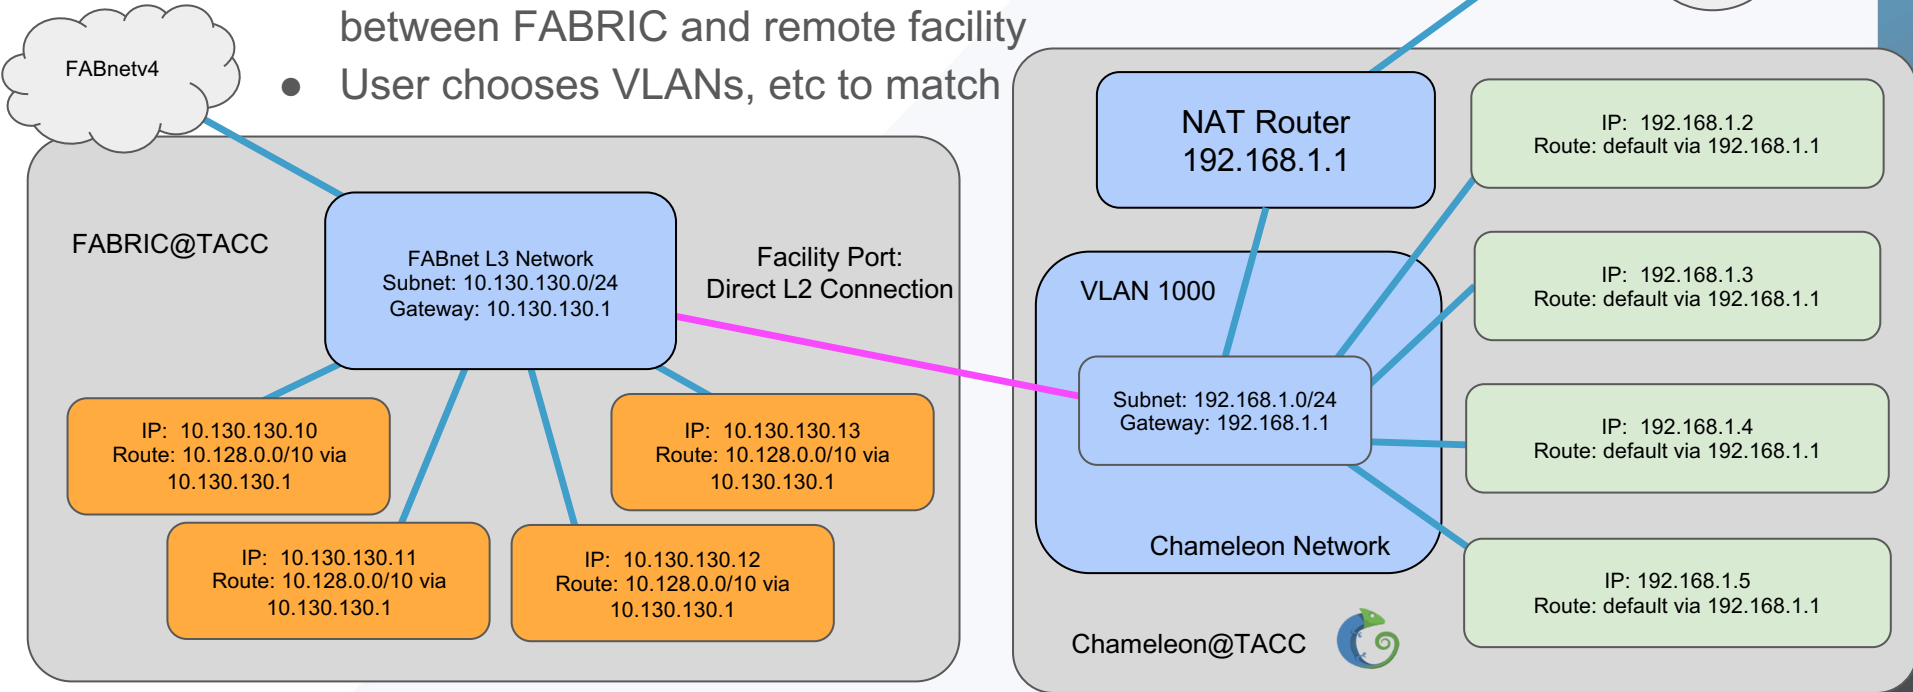 between FABRIC and remote facility
● User chooses VLANs, etc to match
FABnetv4
FABRIC@TACC
FABnet L3 Network
Subnet: 10.130.130.0/24
Gateway: 10.130.130.1
Facility Port:
Direct L2 Connection
IP: 10.130.130.10
Route: 10.128.0.0/10 via
10.130.130.1
IP: 10.130.130.11
Route: 10.128.0.0/10 via
10.130.130.1
IP: 10.130.130.12
Route: 10.128.0.0/10 via
10.130.130.1
IP: 10.130.130.13
Route: 10.128.0.0/10 via
10.130.130.1
NAT Router
192.168.1.1
VLAN 1000
Subnet: 192.168.1.0/24
Gateway: 192.168.1.1
Chameleon Network
Chameleon@TACC
IP: 192.168.1.2
Route: default via 192.168.1.1
IP: 192.168.1.3
Route: default via 192.168.1.1
IP: 192.168.1.4
Route: default via 192.168.1.1
IP: 192.168.1.5
Route: default via 192.168.1.1